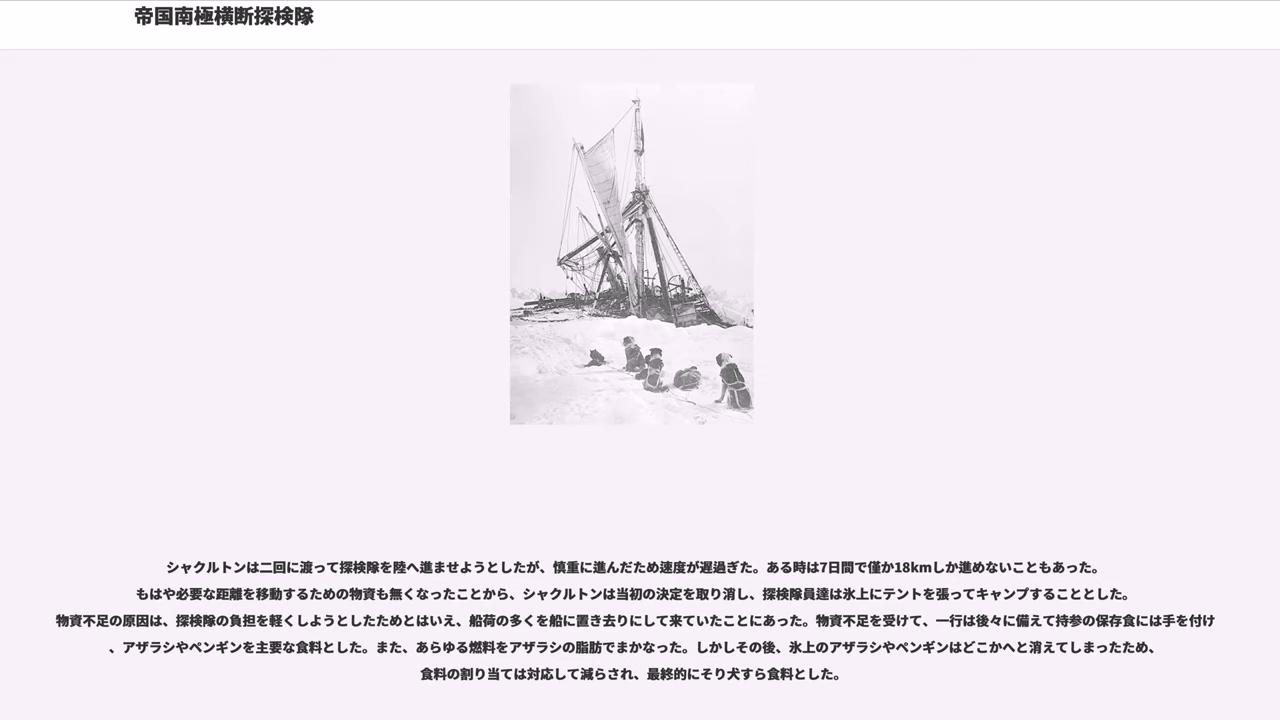 帝国南極横断探検隊
シャクルトンは二回に渡って探検隊を陸へ進ませようとしたが、慎重に進んだため速度が遅過ぎた。ある時は7日間で僅か18kmしか進めないこともあった。
もはや必要な距離を移動するための物資も無くなったことから、シャクルトンは当初の決定を取り消し、探検隊員達は氷上にテントを張ってキャンプすることとした。
物資不足の原因は、探検隊の負担を軽くしようとしたためとはいえ、船荷の多くを船に置き去りにして来ていたことにあった。物資不足を受けて、一行は後々に備えて持参の保存食には手を付け
、アザラシやペンギンを主要な食料とした。また、あらゆる燃料をアザラシの脂肪でまかなった。しかしその後、氷上のアザラシやペンギンはどこかへと消えてしまったため、
食料の割り当ては対応して減らされ、最終的にそり犬すら食料とした。